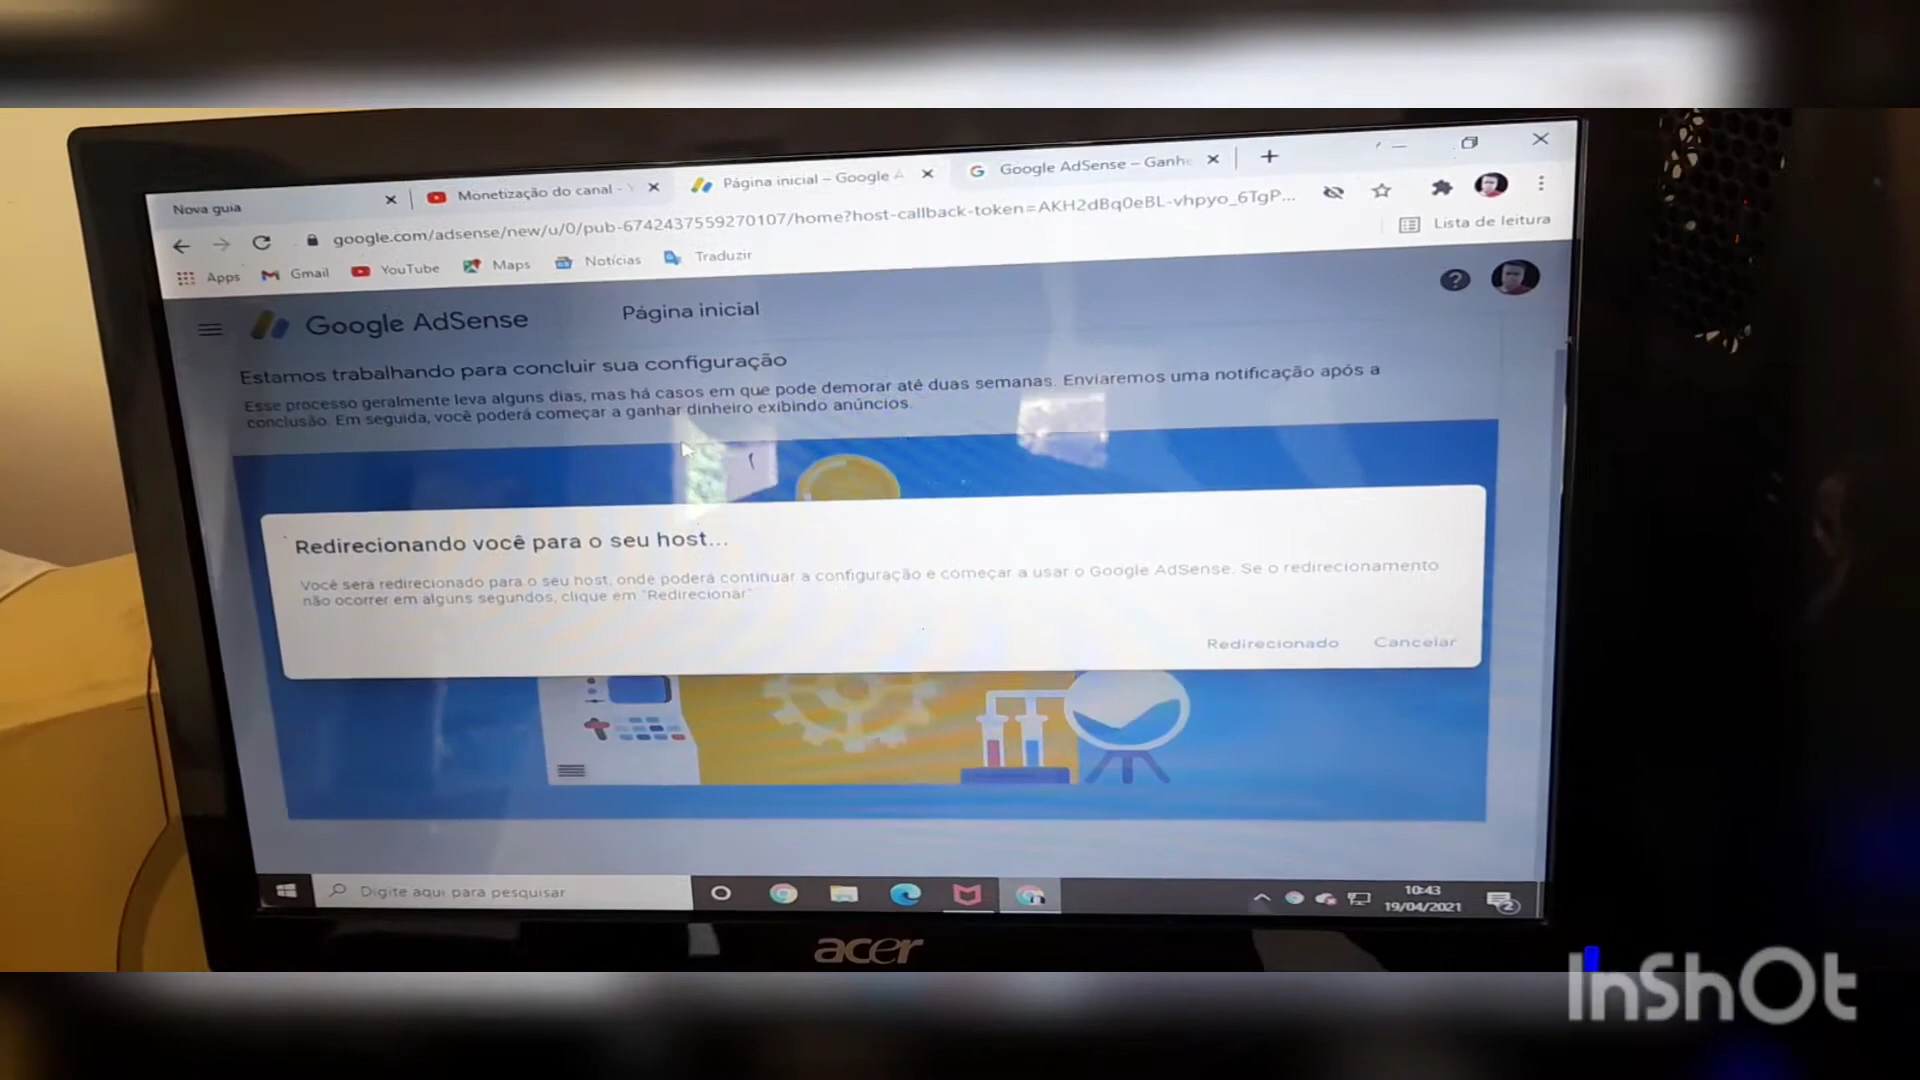 Nova guia
Monetização do canal -
Página inicial – Google A
Google AdSense – Ganhe
google.com/adsense/new/u/0/pub-6742437559270107/home?host-callback-token=AKH2dBq0eBL-vhpyo_6TgP...
Apps
Gmail
YouTube
Maps
Notícias
Traduzir
Lista de leitura
Google AdSense
Página inicial
Estamos trabalhando para concluir sua configuração
Esse processo geralmente leva alguns dias, mas há casos em que pode demorar até duas semanas. Enviaremos uma notificação após a
conclusão. Em seguida, você poderá começar a ganhar dinheiro exibindo anúncios.
Redirecionando você para o seu host...
Você será redirecionado para o seu host, onde poderá continuar a configuração e começar a usar o Google AdSense. Se o redirecionamento
não ocorrer em alguns segundos, clique em "Redirecionar"
Redirecionado
Cancelar
Digite aqui para pesquisar
10:43
19/04/2021
2
acer
InShOt